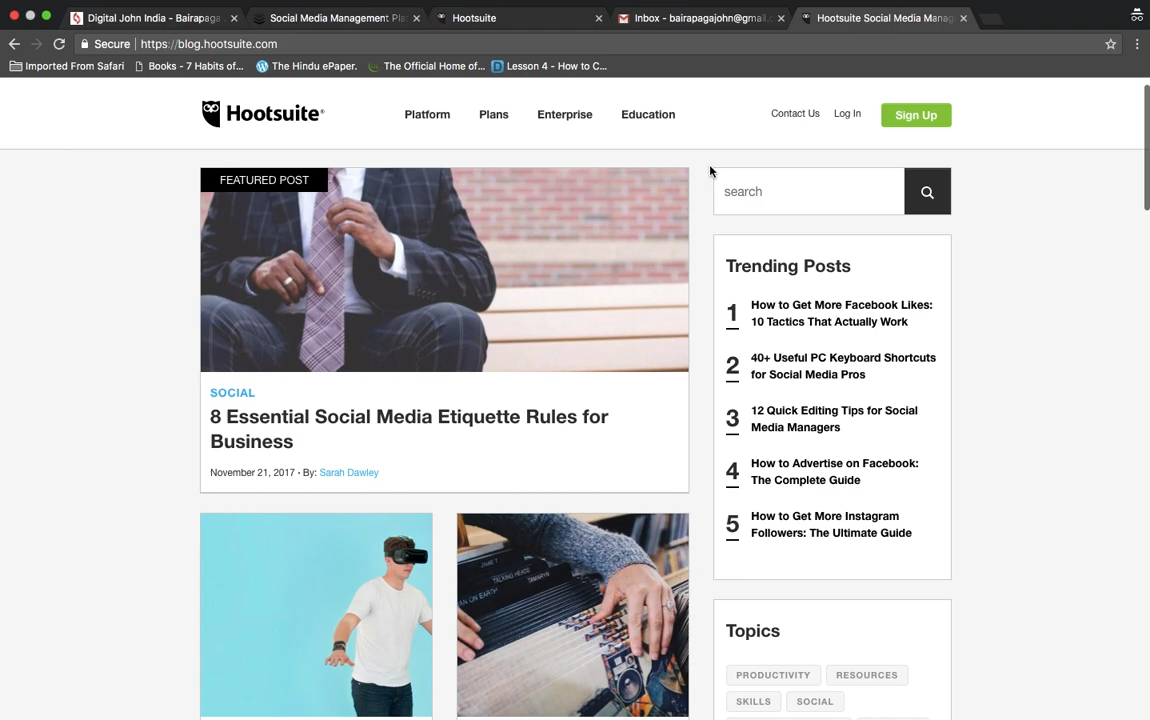 Digital John India - Bairapaga
Social Media Management Pla
Hootsuite
Inbox - bairapagajohn@gmail.c
Hootsuite Social Media Manag
Secure
https://blog.hootsuite.com
Imported From Safari
Books - 7 Habits of...
The Hindu ePaper.
The Official Home of...
Lesson 4 - How to C...
Hootsuite®
Platform
Plans
Enterprise
Education
Contact Us
Log In
Sign Up
FEATURED POST
SOCIAL
8 Essential Social Media Etiquette Rules for
Business
November 21, 2017 • By: Sarah Dawley
search
Trending Posts
1
How to Get More Facebook Likes:
10 Tactics That Actually Work
2
40+ Useful PC Keyboard Shortcuts
for Social Media Pros
3
12 Quick Editing Tips for Social
Media Managers
4
How to Advertise on Facebook:
The Complete Guide
5
How to Get More Instagram
Followers: The Ultimate Guide
TALKING HEADS
TAMARYN
Topics
PRODUCTIVITY
RESOURCES
SKILLS
SOCIAL